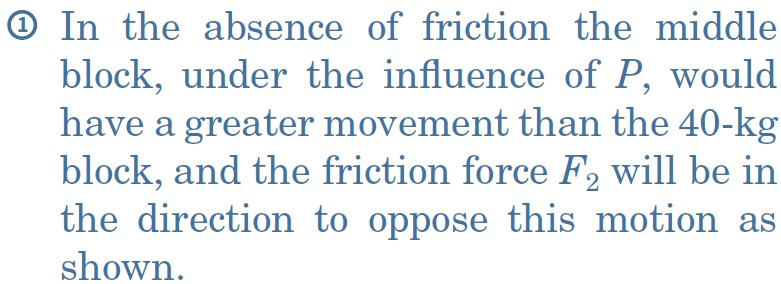 ① In the absence of friction the middle
block, under the influence of P, would
have a greater movement than the 40-kg
block, and the friction force F₂ will be in
the direction to oppose this motion as
shown.